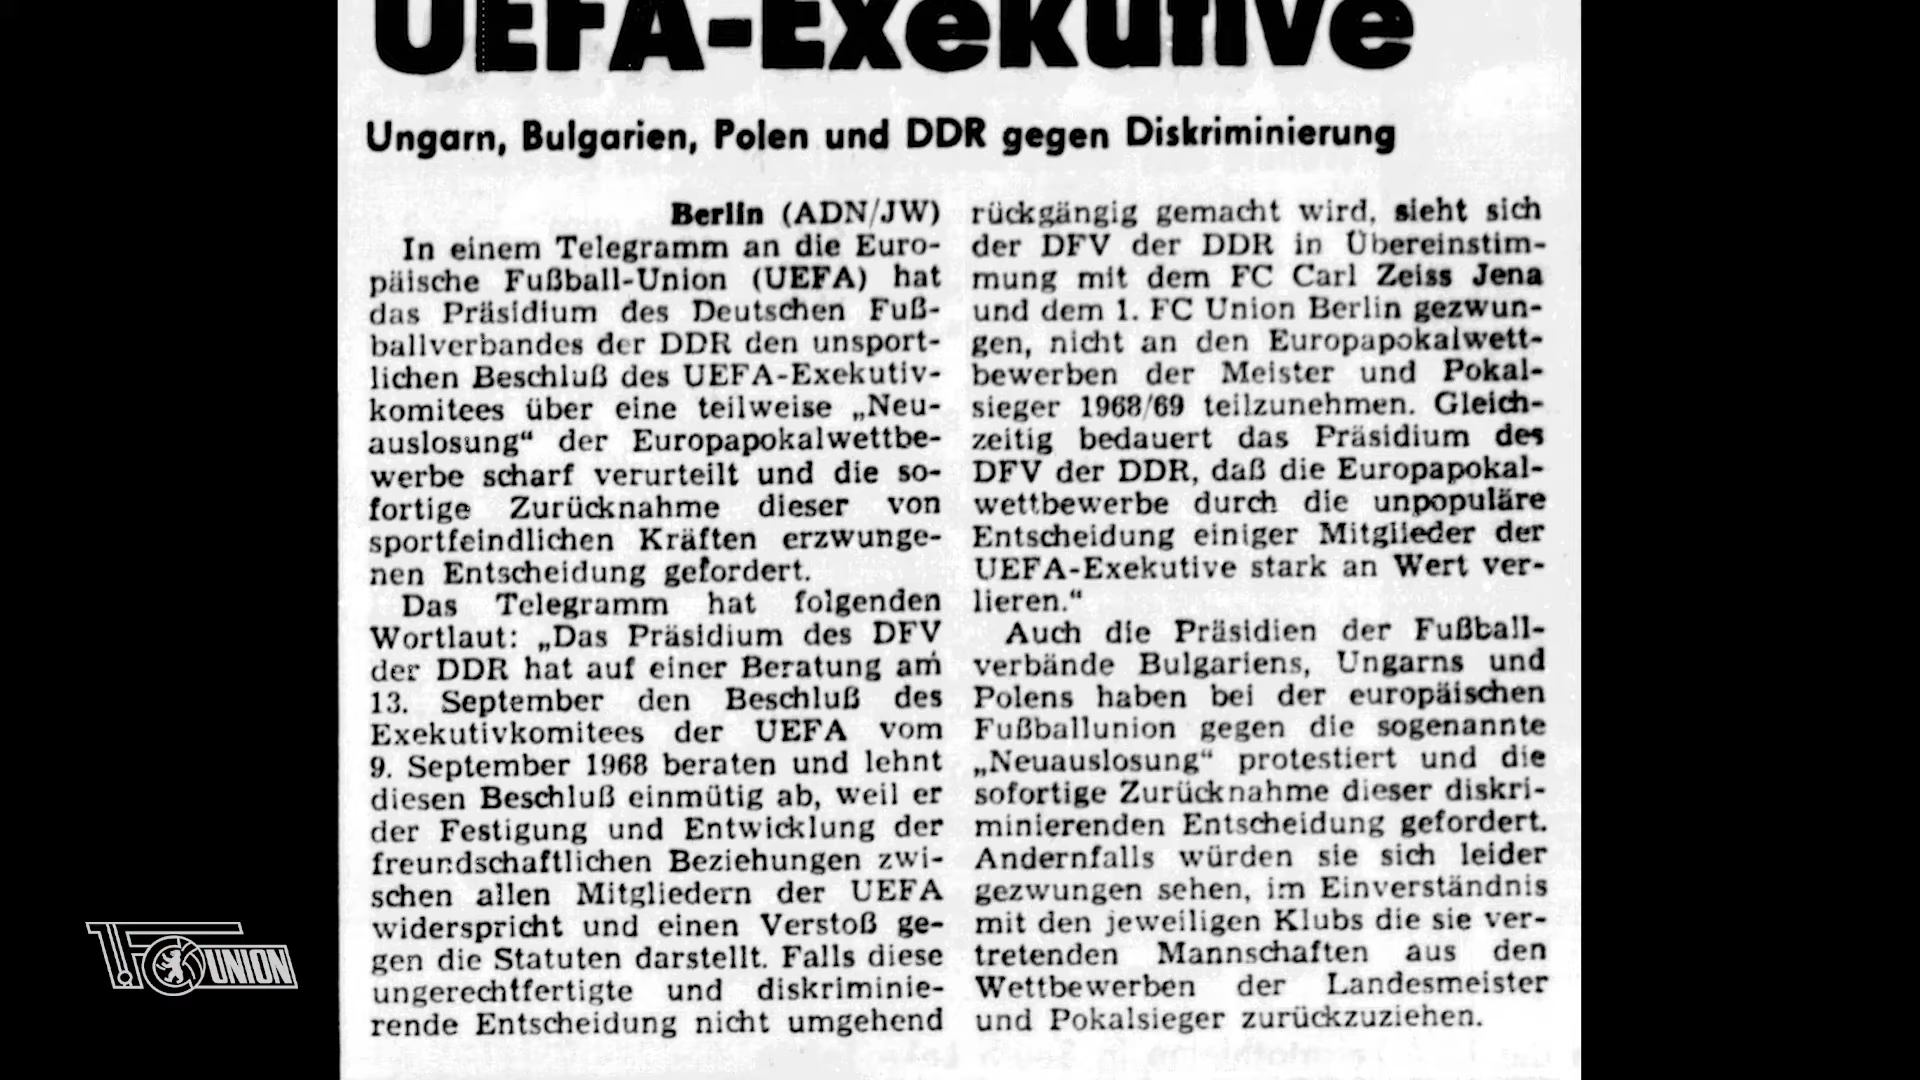 UEFA-Exekutive
Ungarn, Bulgarien, Polen und DDR gegen Diskriminierung
Berlin (ADN/JW)
In einem Telegramm an die Euro-
päische Fußball-Union (UEFA) hat
das Präsidium des Deutschen Fuß-
ballverbandes der DDR den unsport-
lichen Beschluß des UEFA-Exekutiv-
komitees über eine teilweise „Neu-
auslosung“ der Europapokalwettbe-
werbe scharf verurteilt und die so-
fortige Zurücknahme dieser von
sportfeindlichen Kräften erzwunge-
nen Entscheidung gefordert.
Das Telegramm hat folgenden
Wortlaut: „Das Präsidium des DFV
der DDR hat auf einer Beratung am
13. September den Beschluß des
Exekutivkomitees der UEFA vom
9. September 1968 beraten und lehnt
diesen Beschluß einmütig ab, weil er
der Festigung und Entwicklung der
freundschaftlichen Beziehungen zwi-
schen allen Mitgliedern der UEFA
widerspricht und einen Verstoß ge-
gen die Statuten darstellt. Falls diese
ungerechtfertigte und diskriminie-
rende Entscheidung nicht umgehend
rückgängig gemacht wird, sieht sich
der DFV der DDR in Übereinstim-
mung mit dem FC Carl Zeiss Jena
und dem 1. FC Union Berlin gezwun-
gen, nicht an den Europapokalwett-
bewerben der Meister und Pokal-
sieger 1968/69 teilzunehmen. Gleich-
zeitig bedauert das Präsidium des
DFV der DDR, daß die Europapokal-
wettbewerbe durch die unpopuläre
Entscheidung einiger Mitglieder der
UEFA-Exekutive stark an Wert ver-
lieren.“
Auch die Präsidien der Fußball-
verbände Bulgariens, Ungarns und
Polens haben bei der europäischen
Fußballunion gegen die sogenannte
„Neuauslosung“ protestiert und die
sofortige Zurücknahme dieser diskri-
minierenden Entscheidung gefordert.
Andernfalls würden sie sich leider
gezwungen sehen, im Einverständnis
mit den jeweiligen Klubs die sie ver-
tretenden Mannschaften aus den
Wettbewerben der Landesmeister
und Pokalsieger zurückzuziehen.
1. FC UNION